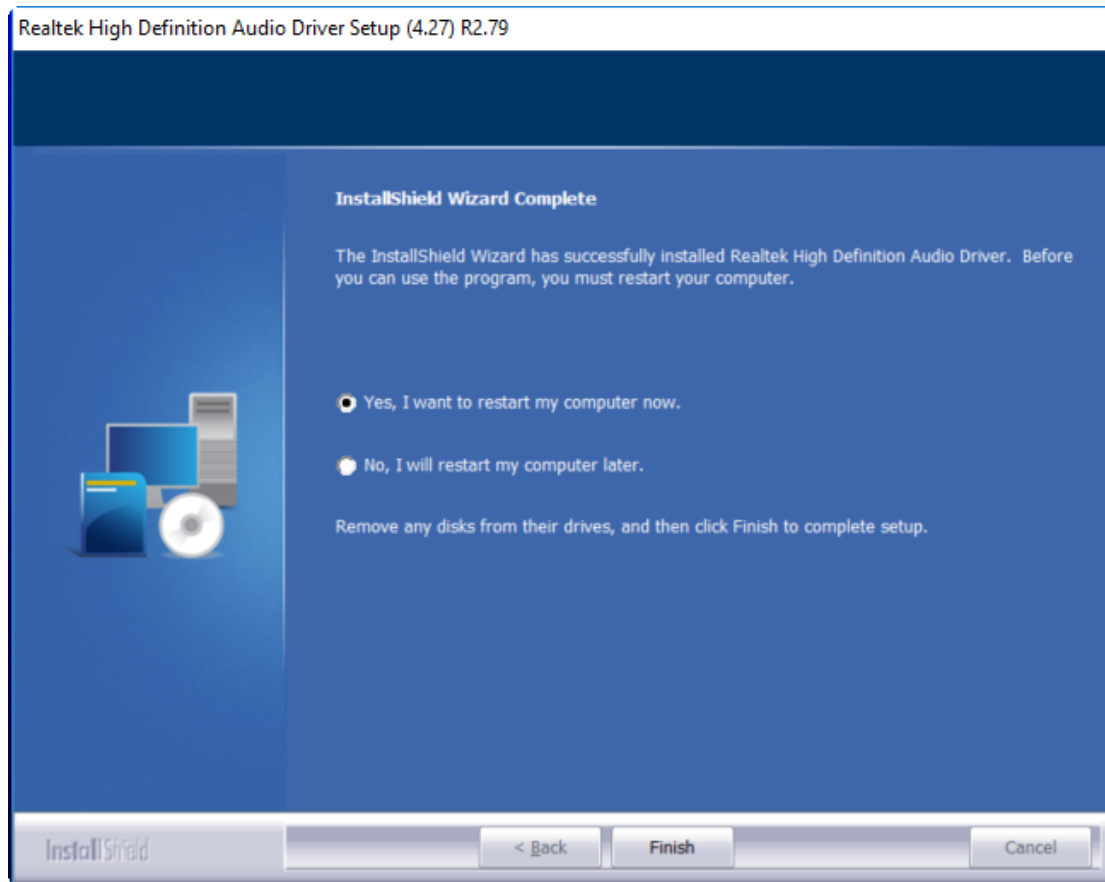 Realtek High Definition Audio Driver Setup (4.27) R2.79
InstallShield Wizard Complete
The InstallShield Wizard has successfully installed Realtek High Definition Audio Driver.  Before
you can use the program, you must restart your computer.
Yes, I want to restart my computer now.
No, I will restart my computer later.
Remove any disks from their drives, and then click Finish to complete setup.
InstallShield
< Back
Finish
Cancel